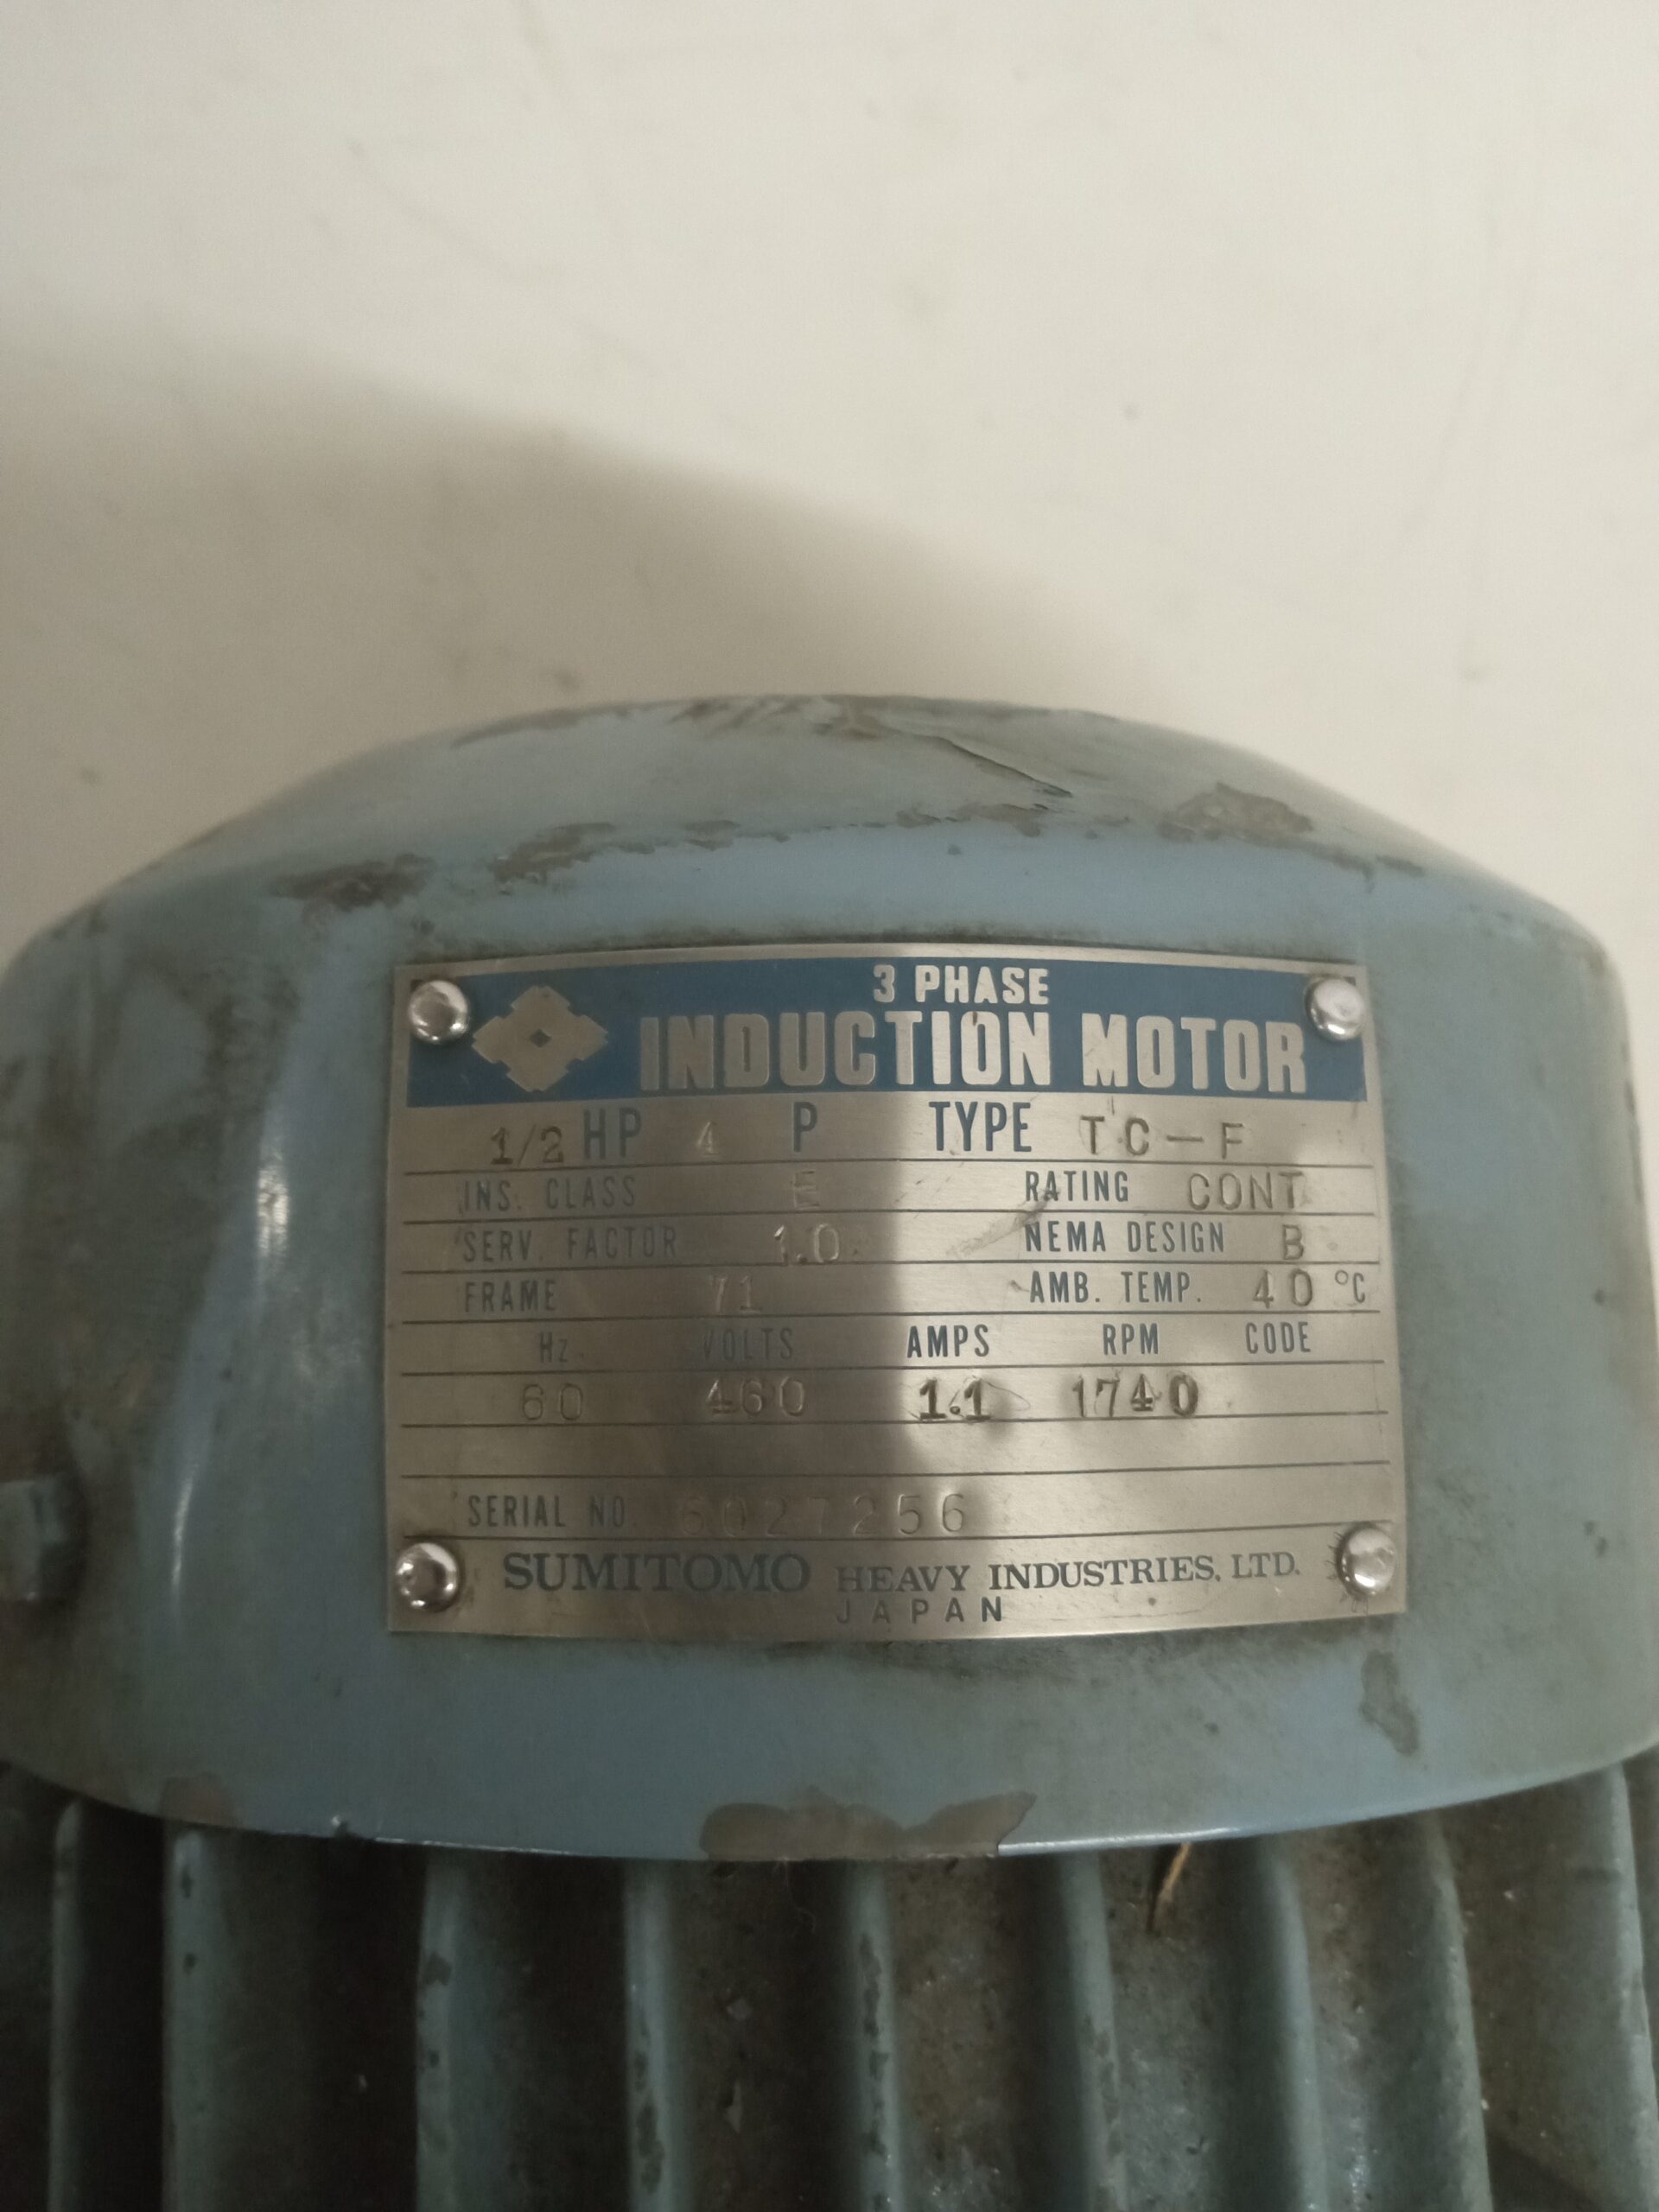 3 PHASE
INDUCTION MOTOR
1/2 HP 4 P TYPE TC-F
INS. CLASS E RATING CONT
SERV. FACTOR 1.0 NEMA DESIGN B
FRAME 71 AMB. TEMP. 40 °C
Hz VOLTS AMPS RPM CODE
60 460 1.1 1740
SERIAL NO. 6027256
SUMITOMO HEAVY INDUSTRIES, LTD.
JAPAN